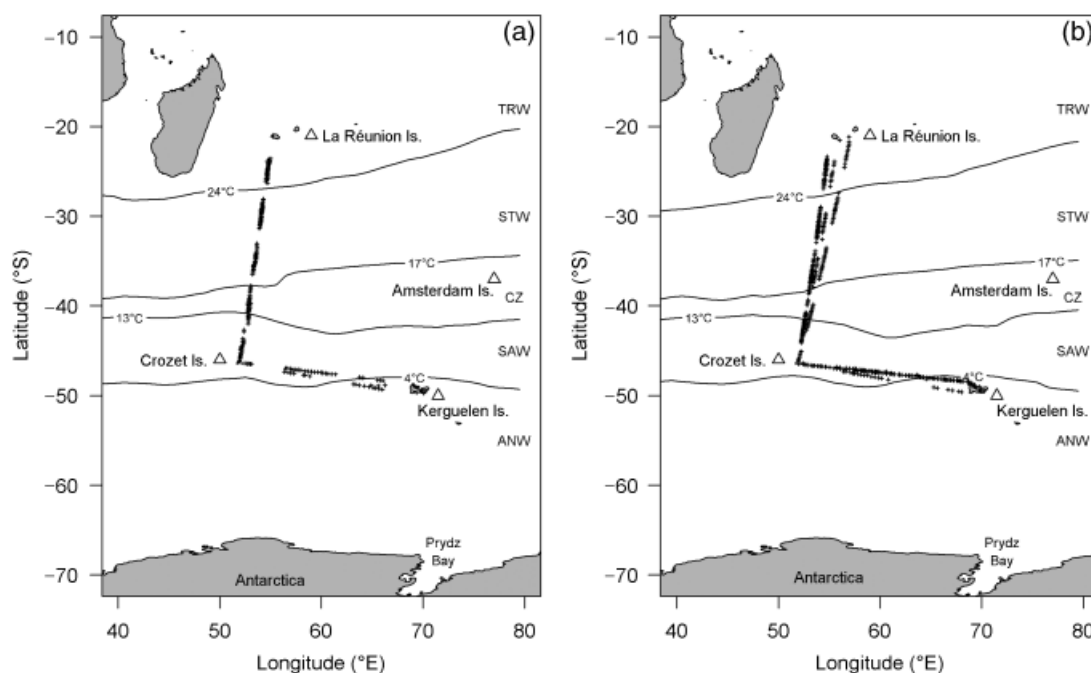 (a)
−10
TRW
−20
La Réunion Is.
24°C
−30
STW
17°C
Amsterdam Is.
CZ
−40
13°C
SAW
Crozet Is.
4°C
−50
Kerguelen Is.
ANW
−60
Prydz
Bay
−70
Antarctica
40 50 60 70 80
Longitude (°E)
Latitude (°S)
(b)
−10
TRW
−20
La Réunion Is.
24°C
−30
STW
17°C
Amsterdam Is.
CZ
−40
13°C
SAW
Crozet Is.
4°C
−50
Kerguelen Is.
ANW
−60
Prydz
Bay
−70
Antarctica
40 50 60 70 80
Longitude (°E)
Latitude (°S)